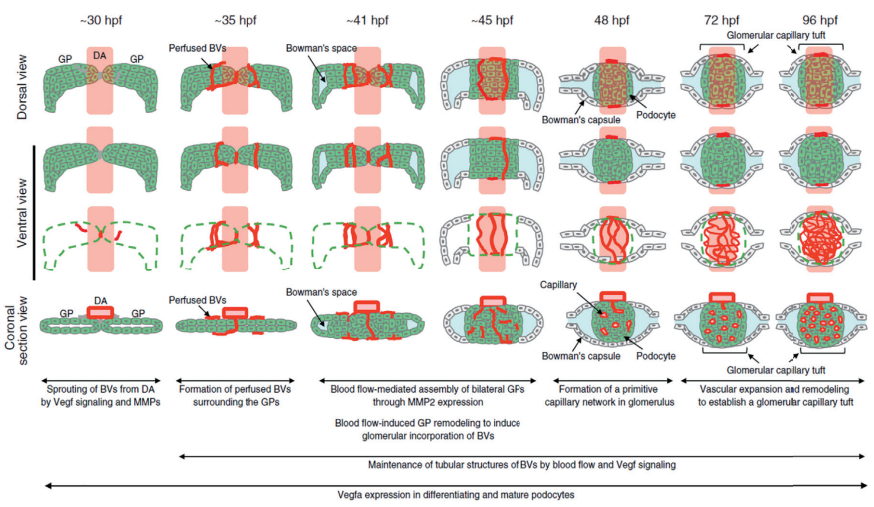 ~30 hpf
~35 hpf
~41 hpf
~45 hpf
48 hpf
72 hpf
96 hpf
Dorsal view
GP
DA
GP
Perfused BVs
Bowman's space
Bowman's capsule
Podocyte
Glomerular capillary tuft
Ventral view
Coronal
section view
GP
DA
GP
Perfused BVs
Bowman's space
Capillary
Bowman's capsule
Podocyte
Glomerular capillary tuft
Sprouting of BVs from DA
by Vegf signaling and MMPs
Formation of perfused BVs
surrounding the GPs
Blood flow-mediated assembly of bilateral GFs
through MMP2 expression
Blood flow-induced GP remodeling to induce
glomerular incorporation of BVs
Formation of a primitive
capillary network in glomerulus
Vascular expansion and remodeling
to establish a glomerular capillary tuft
Maintenance of tubular structures of BVs by blood flow and Vegf signaling
Vegfa expression in differentiating and mature podocytes